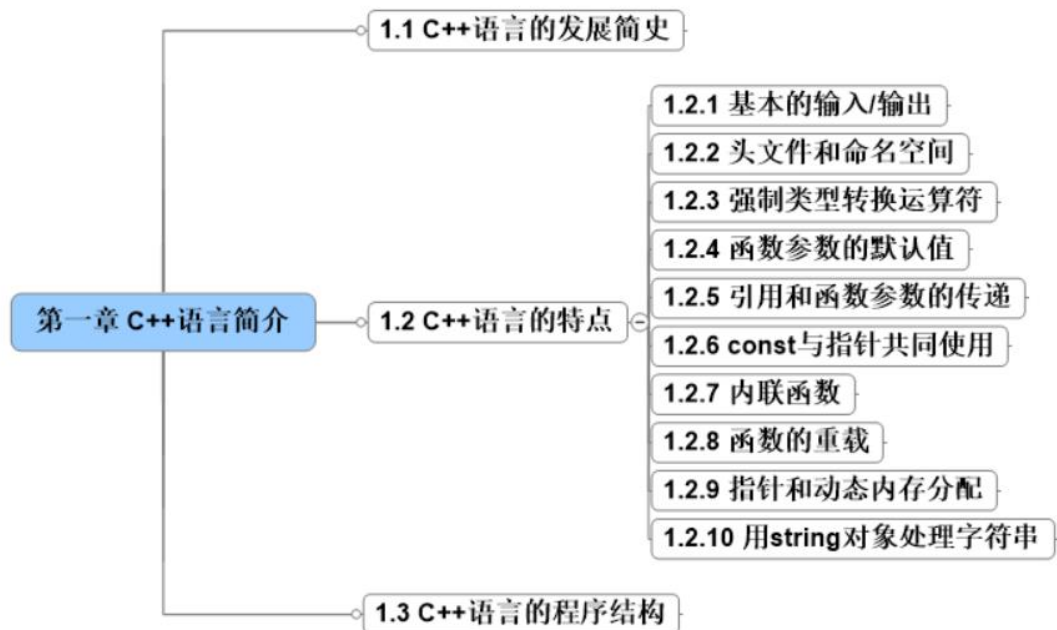 1.1 C++语言的发展简史
1.2.1 基本的输入/输出
1.2.2 头文件和命名空间
1.2.3 强制类型转换运算符
1.2.4 函数参数的默认值
1.2.5 引用和函数参数的传递
第一章 C++语言简介
1.2 C++语言的特点
1.2.6 const与指针共同使用
1.2.7 内联函数
1.2.8 函数的重载
1.2.9 指针和动态内存分配
1.2.10 用string对象处理字符串
1.3 C++语言的程序结构